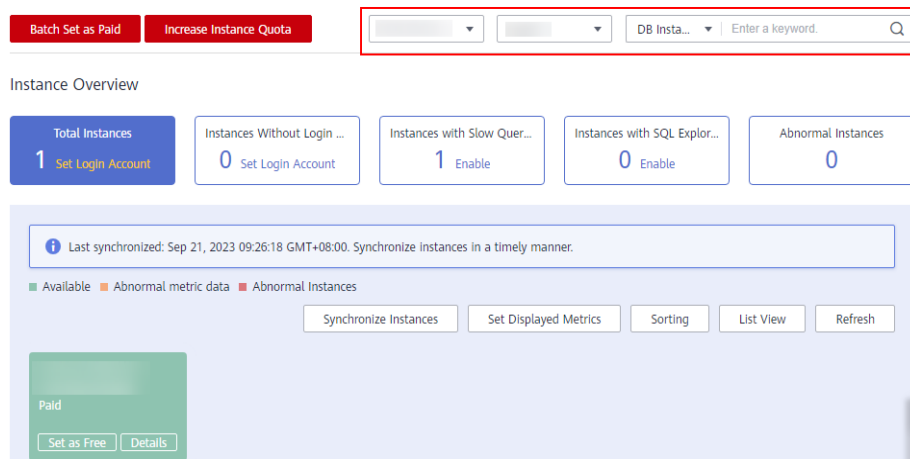 Batch Set as Paid Increase Instance Quota DB Insta... Enter a keyword.
Instance Overview
Total Instances Instances Without Login ... Instances with Slow Quer... Instances with SQL Explor... Abnormal Instances
1 Set Login Account 0 Set Login Account 1 Enable 0 Enable 0
Last synchronized: Sep 21, 2023 09:26:18 GMT+08:00. Synchronize instances in a timely manner.
Available Abnormal metric data Abnormal Instances
Synchronize Instances Set Displayed Metrics Sorting List View Refresh
Paid
Set as Free Details